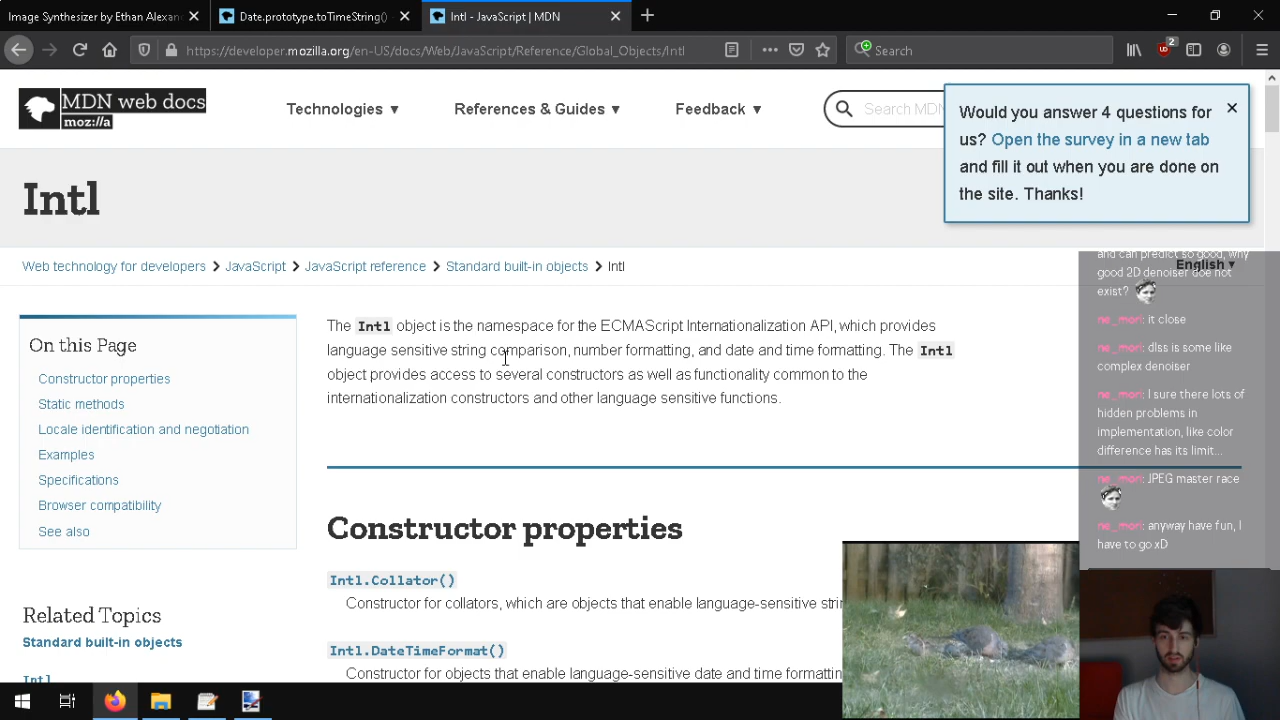 Image Synthesizer by Ethan Alexan
Date.prototype.toTimeString() -
Intl - JavaScript | MDN
https://developer.mozilla.org/en-US/docs/Web/JavaScript/Reference/Global_Objects/Intl
Search
2
MDN web docs
moz://a
Technologies ▼
References & Guides ▼
Feedback ▼
Search MDN
Would you answer 4 questions for
us? Open the survey in a new tab
and fill it out when you are done on
the site. Thanks!
Intl
Web technology for developers > JavaScript > JavaScript reference > Standard built-in objects > Intl
English ▼
On this Page
Constructor properties
Static methods
Locale identification and negotiation
Examples
Specifications
Browser compatibility
See also
Related Topics
Standard built-in objects
Intl
The Intl object is the namespace for the ECMAScript Internationalization API, which provides
language sensitive string comparison, number formatting, and date and time formatting. The Intl
object provides access to several constructors as well as functionality common to the
internationalization constructors and other language sensitive functions.
Constructor properties
Intl.Collator()
Constructor for collators, which are objects that enable language-sensitive
Intl.DateTimeFormat()
Constructor for objects that enable language-sensitive date and time formatting
and can predict so good, why
good 2D denoiser doe not
exist?
ne_mori: it close
ne_mori: dlss is some like
complex denoiser
ne_mori: I sure there lots of
hidden problems in
implementation, like color
difference has its limit...
ne_mori: JPEG master race
ne_mori: anyway have fun, I
have to go xD